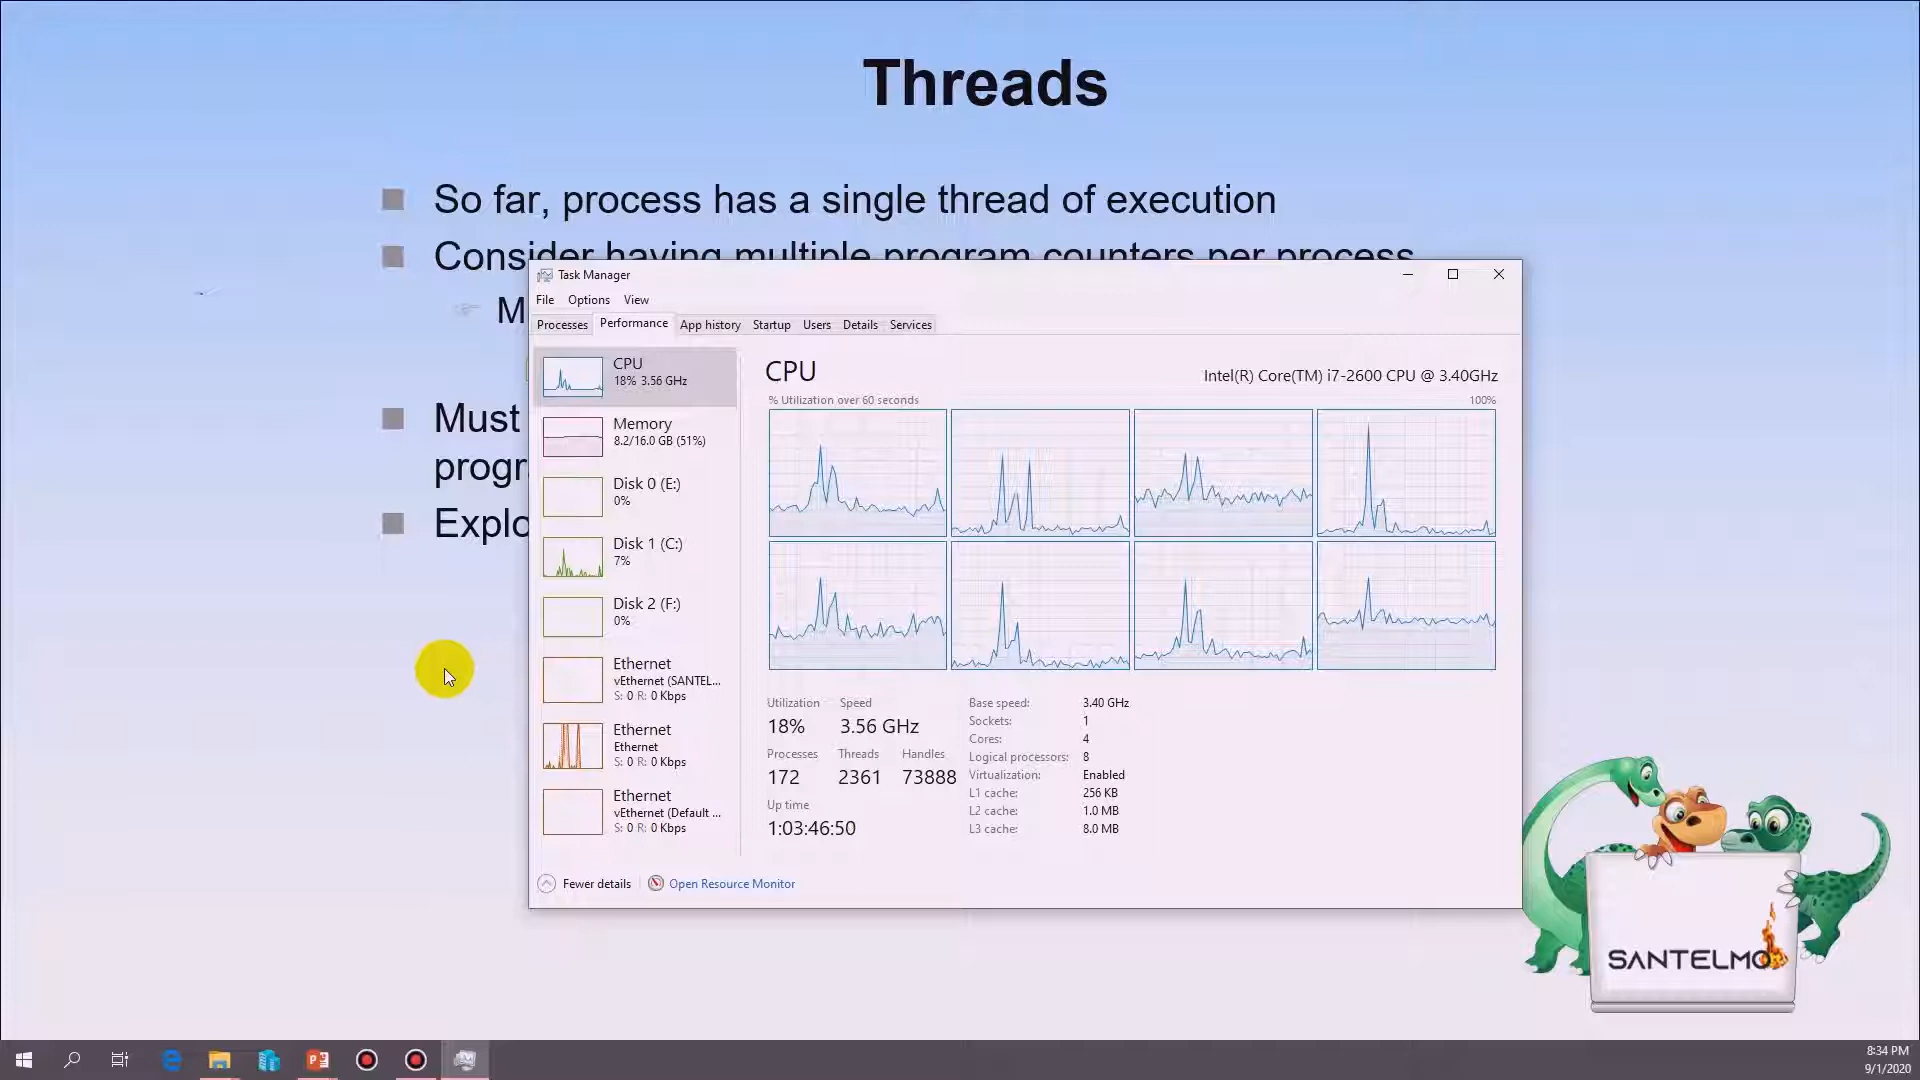 Threads
So far, process has a single thread of execution
Consider having multiple program counters per process
M
Must
progr
Explo
Task Manager
File Options View
Processes Performance App history Startup Users Details Services
CPU
18% 3.56 GHz
Memory
8.2/16.0 GB (51%)
Disk 0 (E:)
0%
Disk 1 (C:)
7%
Disk 2 (F:)
0%
Ethernet
vEthernet (SANTEL...
S: 0 R: 0 Kbps
Ethernet
Ethernet
S: 0 R: 0 Kbps
Ethernet
vEthernet (Default ...
S: 0 R: 0 Kbps
CPU
Intel(R) Core(TM) i7-2600 CPU @ 3.40GHz
% Utilization over 60 seconds 100%
Utilization Speed
18% 3.56 GHz
Processes Threads Handles
172 2361 73888
Up time
1:03:46:50
Base speed: 3.40 GHz
Sockets: 1
Cores: 4
Logical processors: 8
Virtualization: Enabled
L1 cache: 256 KB
L2 cache: 1.0 MB
L3 cache: 8.0 MB
Fewer details Open Resource Monitor
SANTELMO
8:34 PM
9/1/2020